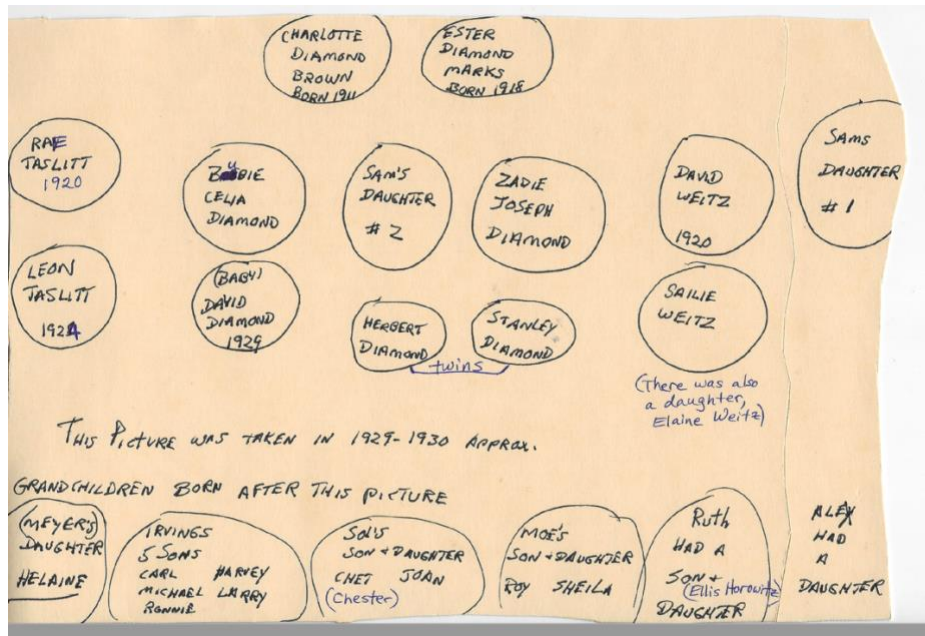 CHARLOTTE
DIAMOND
BROWN
BORN 1911
ESTER
DIAMOND
MARKS
BORN 1918
RAE
TASLITT
1920
CELIA
DIAMOND
SAM'S
DAUGHTER
# 2
ZADIE
JOSEPH
DIAMOND
DAVID
WEITZ
1920
SAMS
DAUGHTER
# 1
LEON
TASLITT
1924
(BABY)
DAVID
DIAMOND
1929
HERBERT
DIAMOND
STANLEY
DIAMOND
twins
SAILIE
WEITZ
(There was also
a daughter,
Elaine Weitz)
THIS PICTURE WAS TAKEN IN 1929-1930 APPROX.
GRANDCHILDREN BORN AFTER THIS PICTURE
(MEYER'S)
DAUGHTER
HELAINE
IRVINGS
5 SONS
CARL HARVEY
MICHAEL LARRY
RONNIE
SOL'S
SON + DAUGHTER
CHET JOAN
(Chester)
MOE'S
SON + DAUGHTER
ROY SHEILA
Ruth
HAD A
SON +
(Ellis Horowitz)
DAUGHTER
ALEX
HAD
A
DAUGHTER